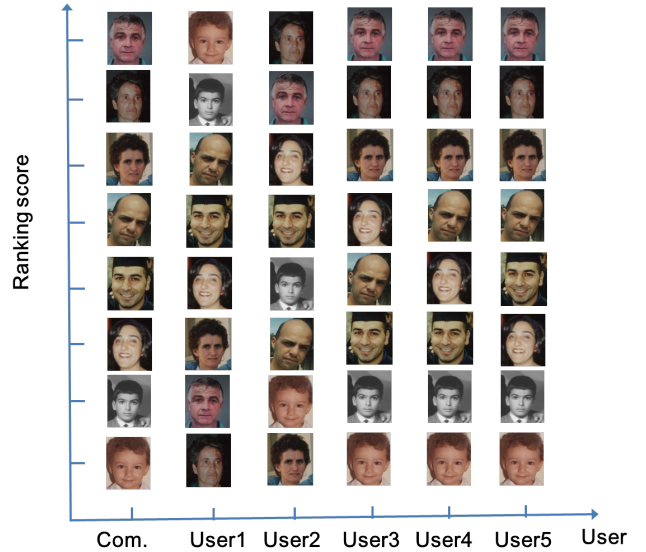 Ranking score
Com.
User1
User2
User3
User4
User5
User